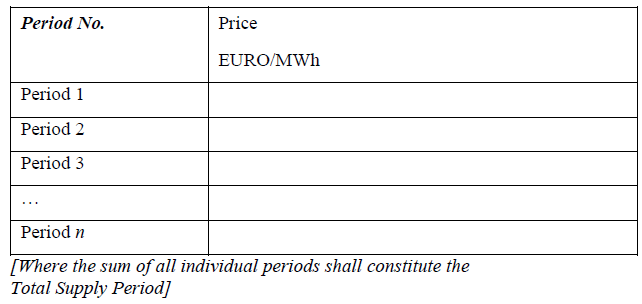 Period No. Price
EURO/MWh
Period 1
Period 2
Period 3
…
Period n
[Where the sum of all individual periods shall constitute the
Total Supply Period]